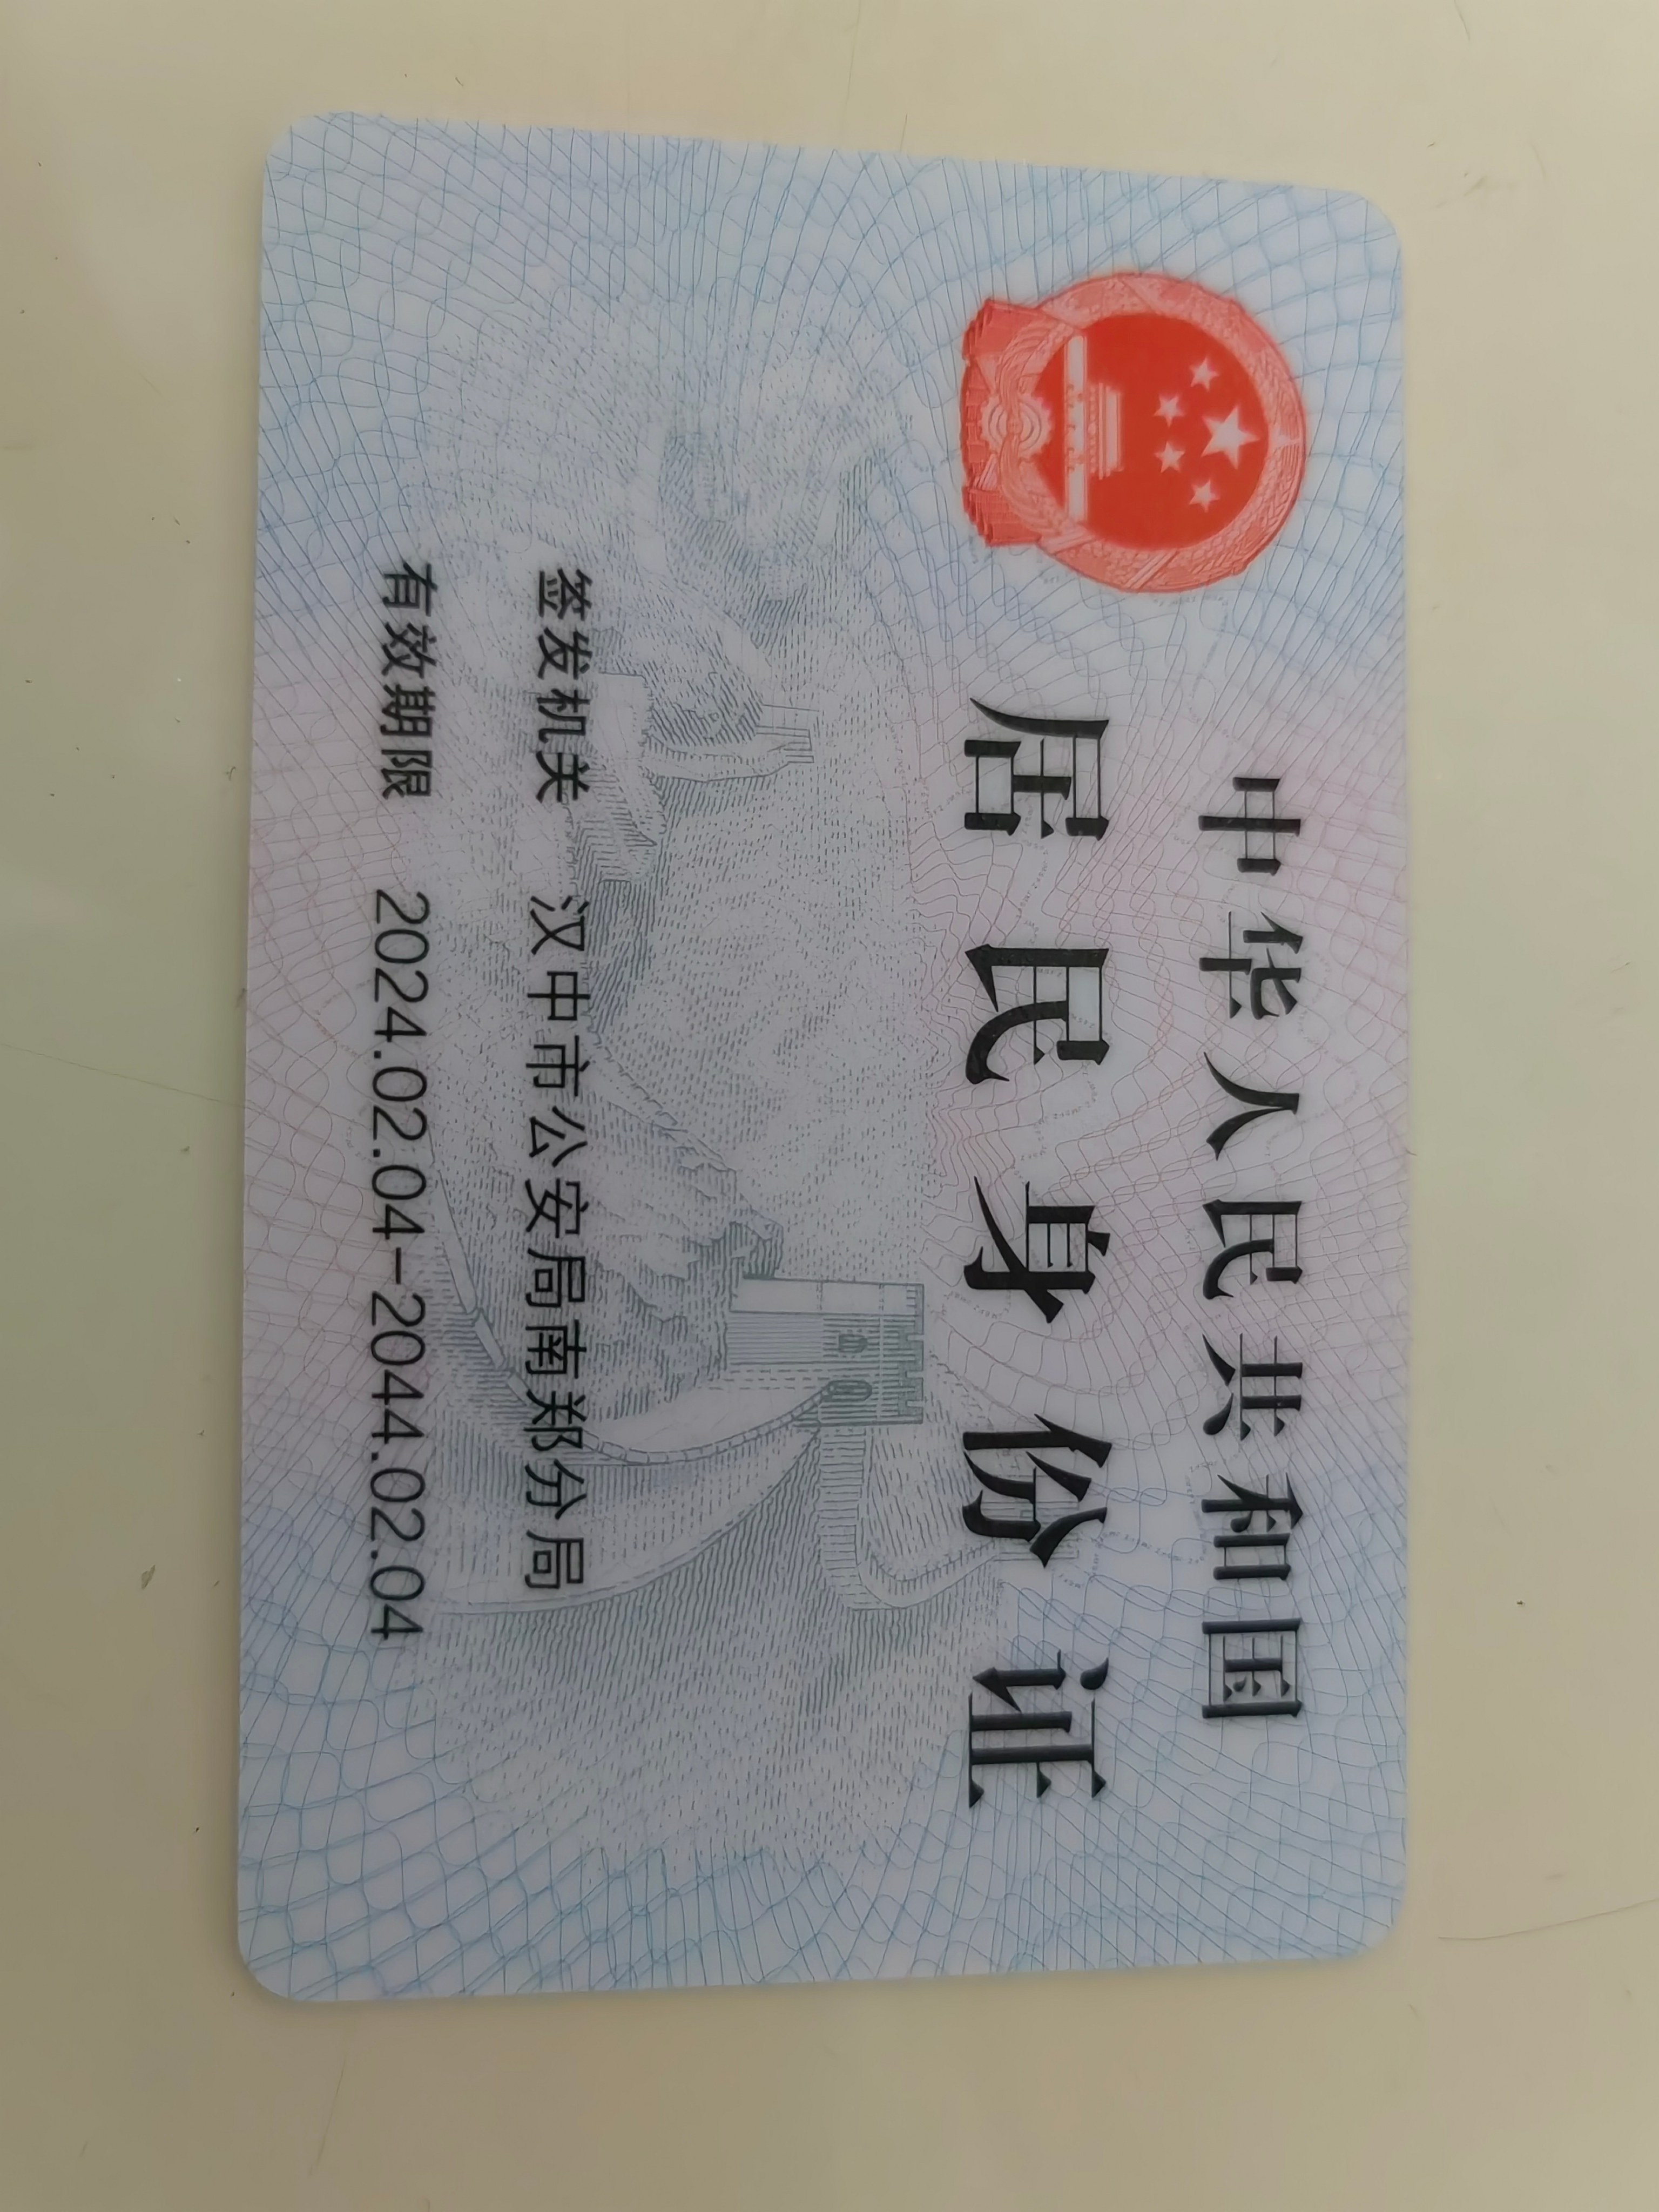 中华人民共和国
居民身份证
签发机关 汉中市公安局南郑分局
有效期限 2024.02.04-2044.02.04